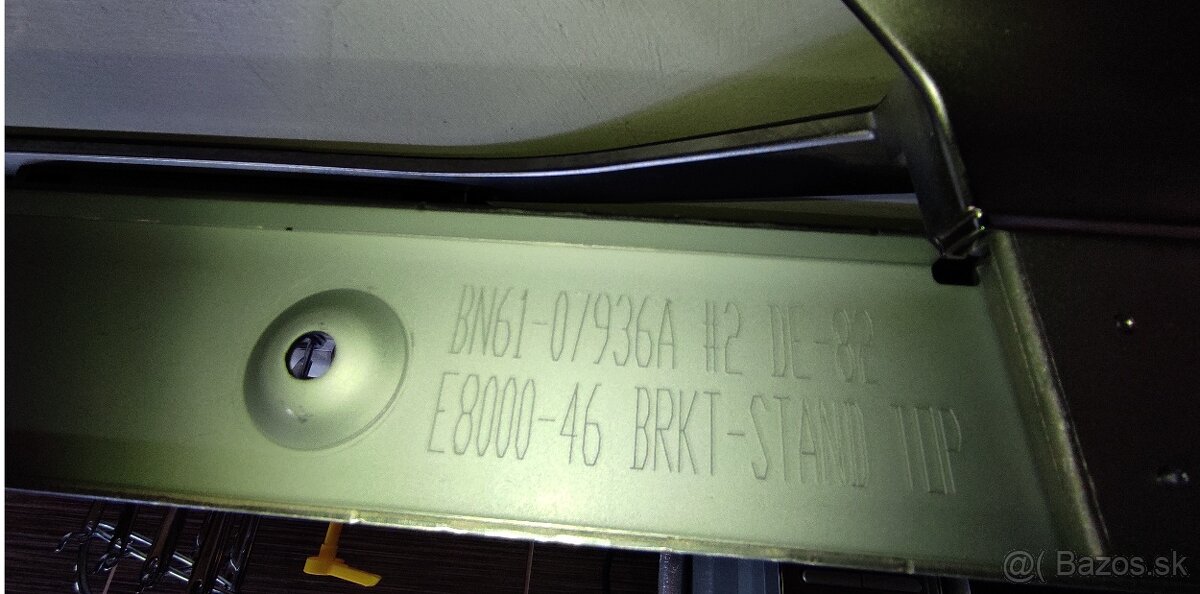 BN61-07936A #2 DE-82
E8000-46 BRKT-STAND TOP
@( Bazos.sk